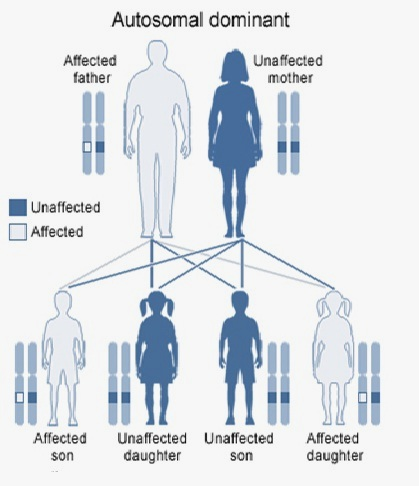 Autosomal dominant
Affected
father
Unaffected
mother
Unaffected
Affected
Affected
son
Unaffected
daughter
Unaffected
son
Affected
daughter